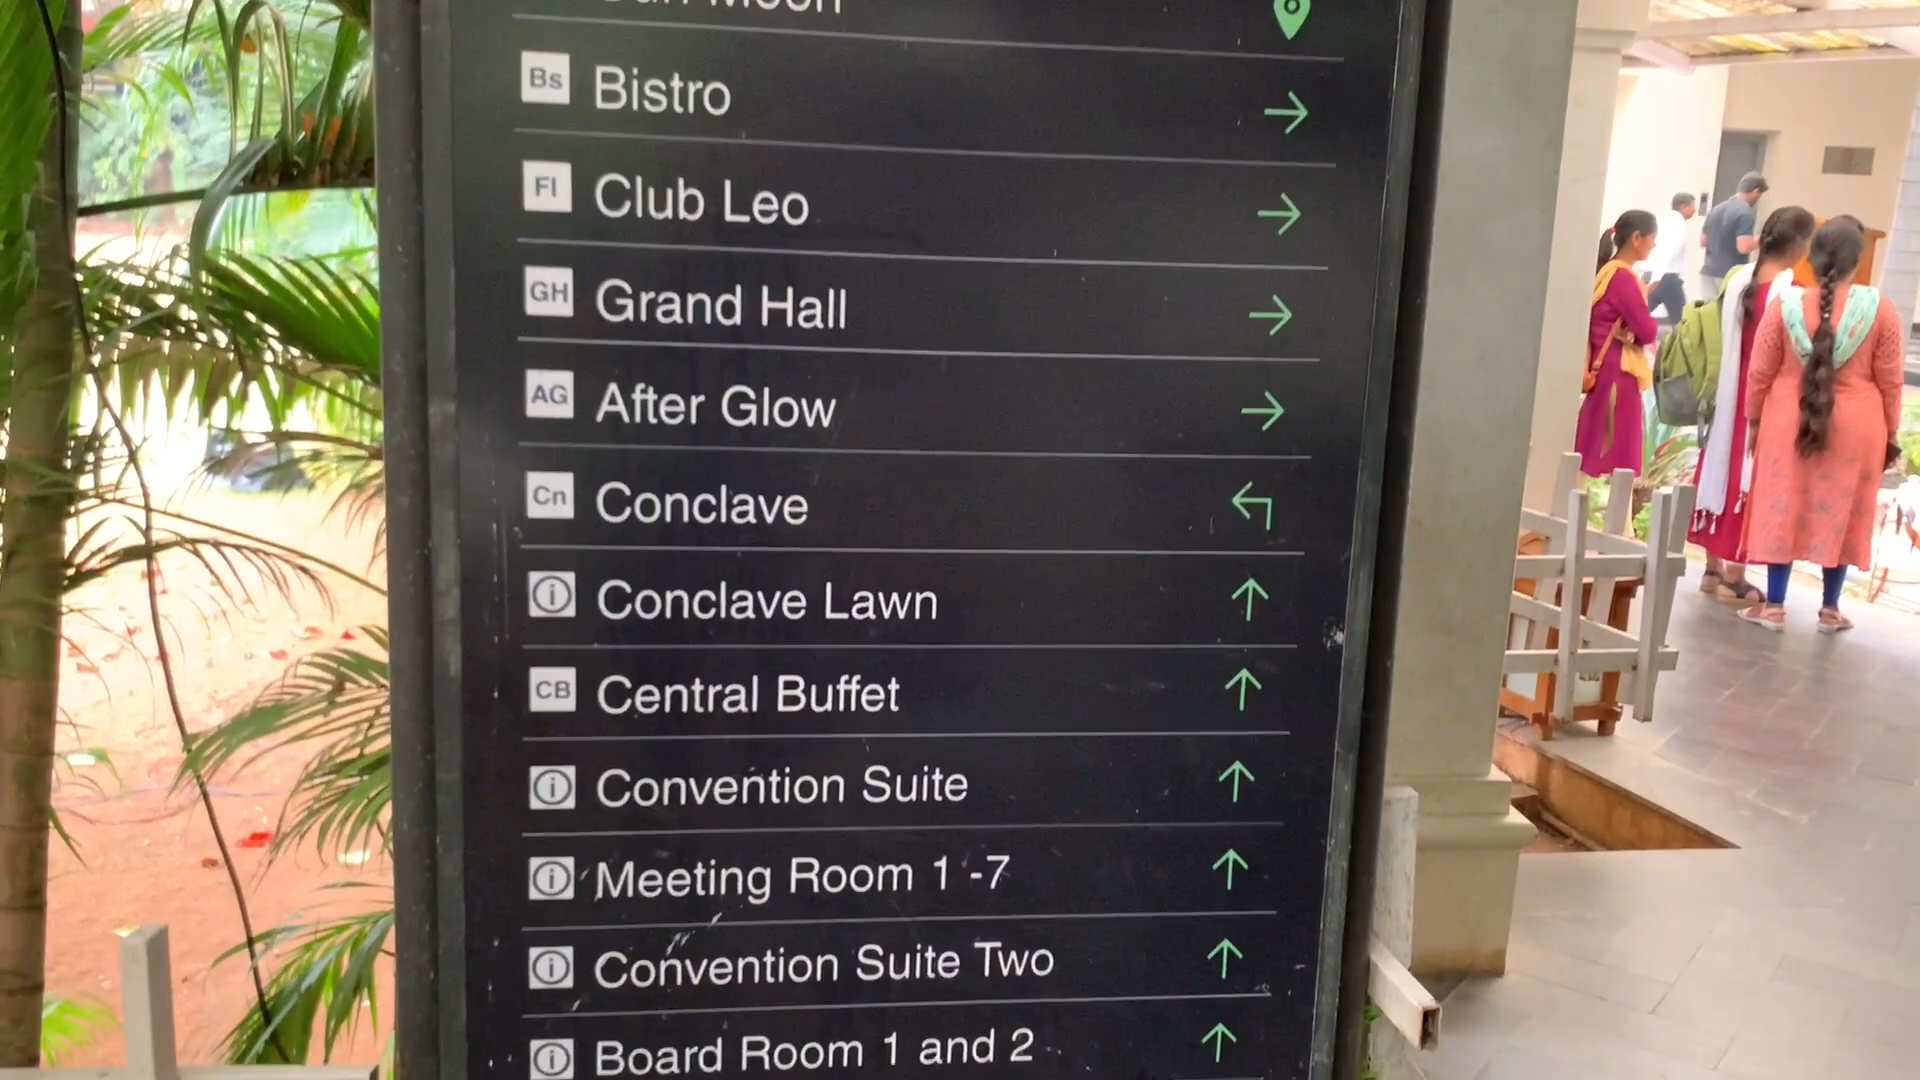 Moon
Bs Bistro
Fl Club Leo
GH Grand Hall
AG After Glow
Cn Conclave
i Conclave Lawn
CB Central Buffet
i Convention Suite
i Meeting Room 1 -7
i Convention Suite Two
i Board Room 1 and 2